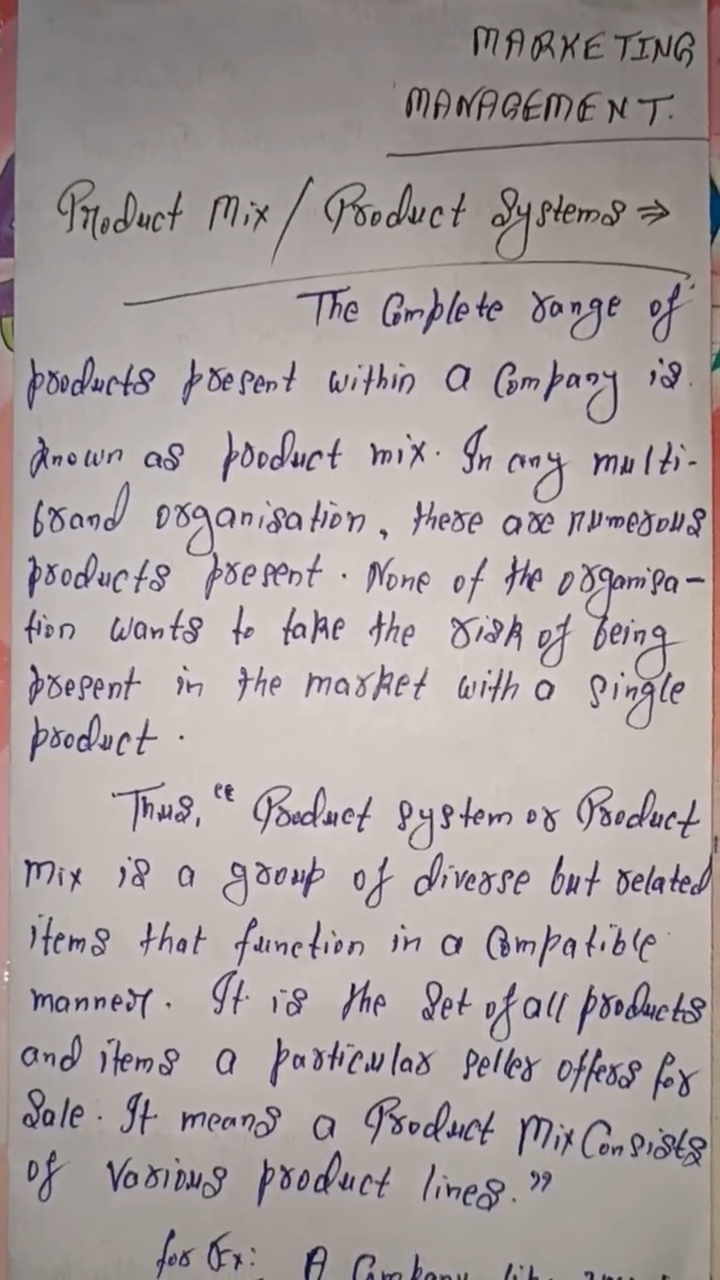 MARKETING
MANAGEMENT.
Product Mix / Product Systems ⇒
The Complete range of
products present within a Company is
known as product mix. In any multi-
brand organisation, there are numerous
products present. None of the organisa-
tion wants to take the risk of being
present in the market with a single
product.
Thus, “ Product system or Product
Mix is a group of diverse but related
items that function in a Compatible
manner. It is the Set of all products
and items a particular seller offers for
Sale. It means a Product Mix Consists
of Various product lines.”
for Ex: A Company like